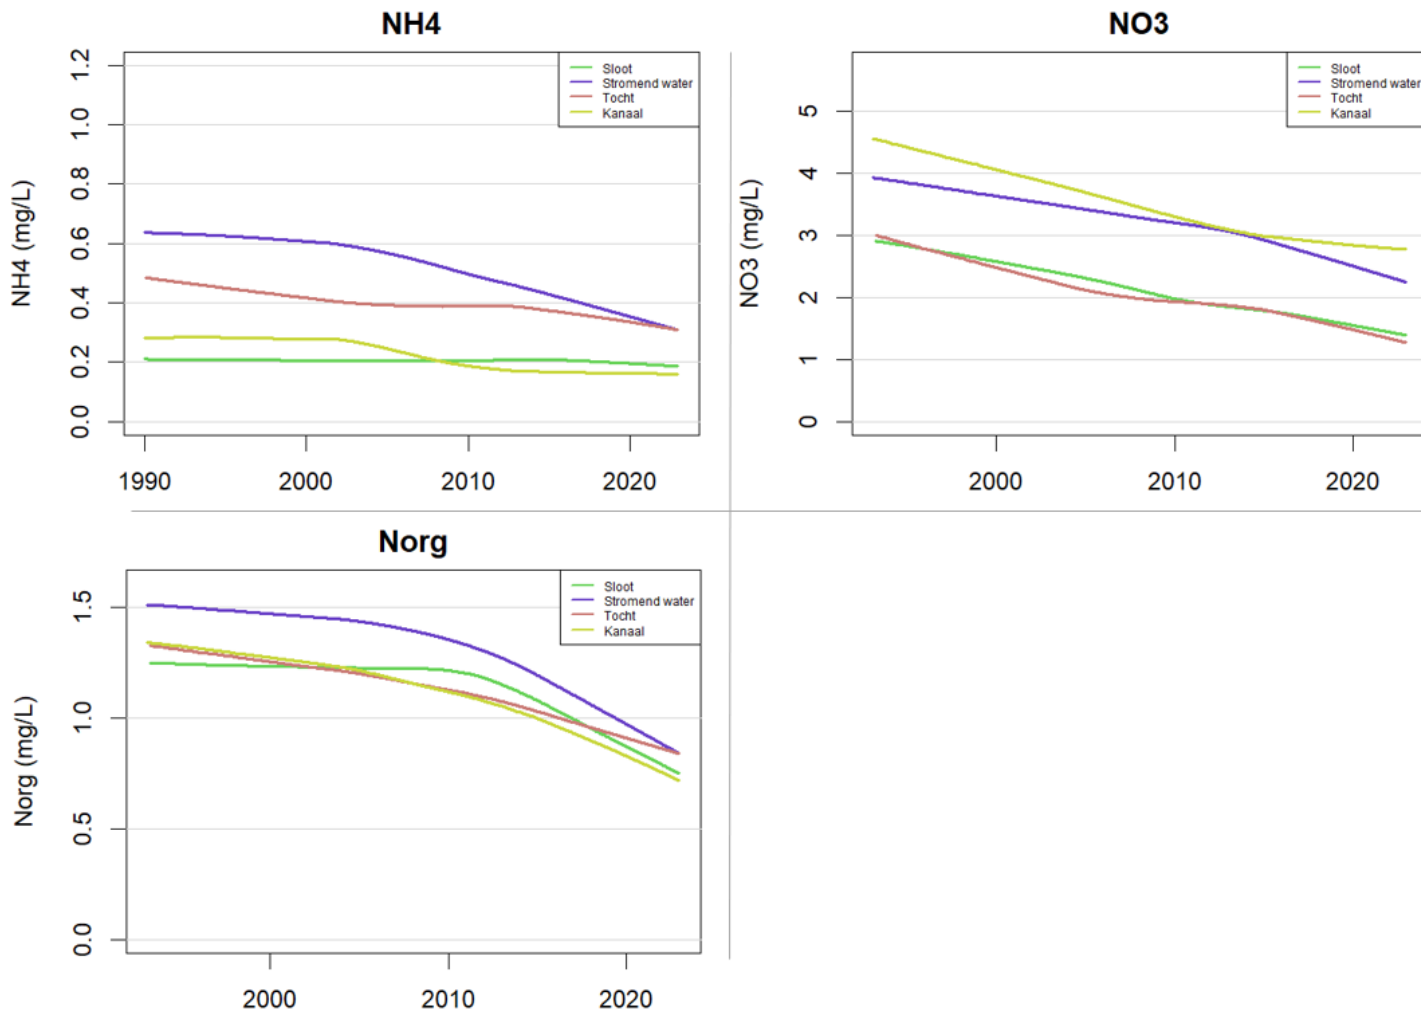 NH4
NH4 (mg/L)
0.0 0.2 0.4 0.6 0.8 1.0 1.2
Sloot
Stromend water
Tocht
Kanaal
1990 2000 2010 2020
NO3
NO3 (mg/L)
0 1 2 3 4 5
Sloot
Stromend water
Tocht
Kanaal
2000 2010 2020
Norg
Norg (mg/L)
0.0 0.5 1.0 1.5
Sloot
Stromend water
Tocht
Kanaal
2000 2010 2020